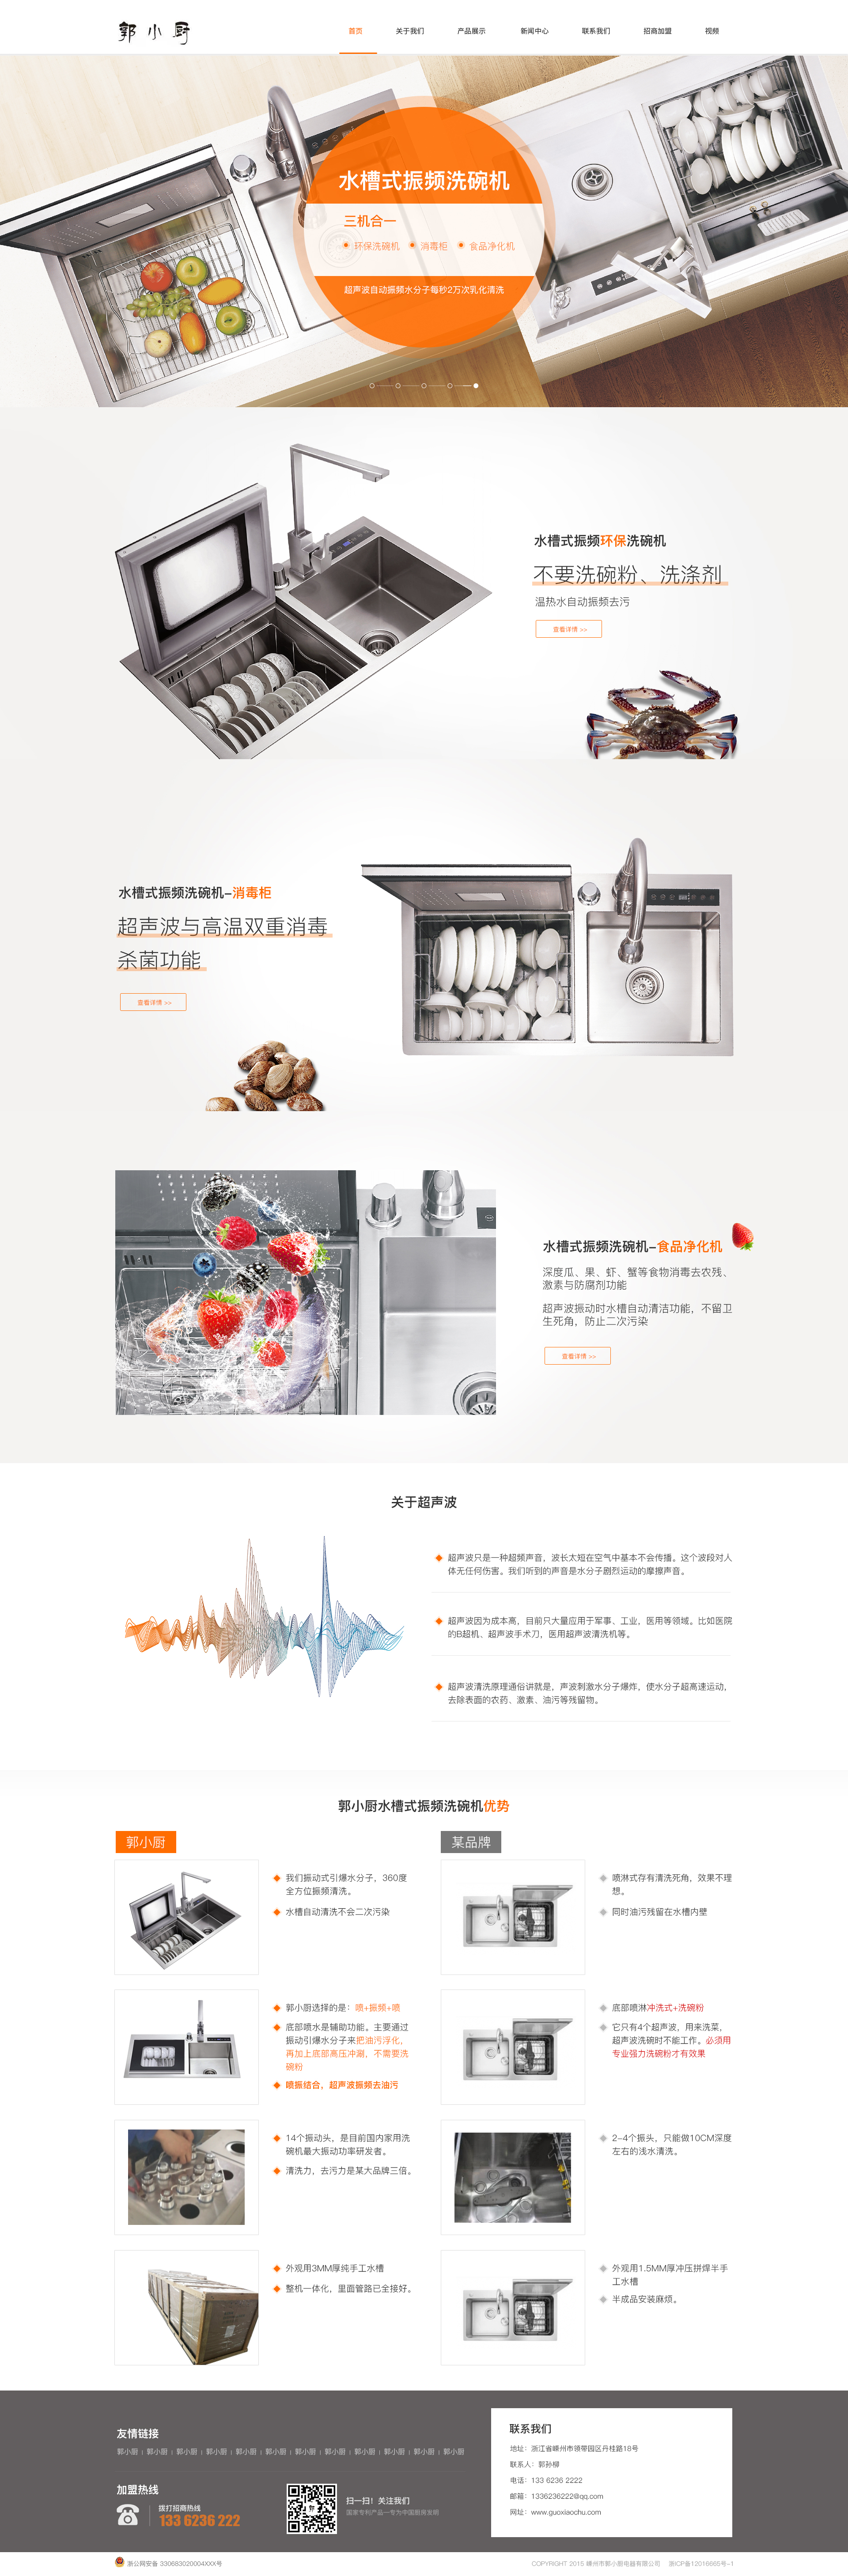 郭小厨
首页 关于我们 产品展示 新闻中心 联系我们 招商加盟 视频
水槽式振频洗碗机
三机合一
环保洗碗机 消毒柜 食品净化机
超声波自动振频水分子每秒2万次乳化清洗
水槽式振频环保洗碗机
不要洗碗粉、洗涤剂
温热水自动振频去污
查看详情 >>
水槽式振频洗碗机-消毒柜
超声波与高温双重消毒
杀菌功能
查看详情 >>
水槽式振频洗碗机-食品净化机
深度瓜、果、虾、蟹等食物消毒去农残、
激素与防腐剂功能
超声波振动时水槽自动清洁功能，不留卫
生死角，防止二次污染
查看详情 >>
关于超声波
超声波只是一种超频声音，波长太短在空气中基本不会传播。这个波段对人
体无任何伤害。我们听到的声音是水分子剧烈运动的摩擦声音。
超声波因为成本高，目前只大量应用于军事、工业，医用等领域。比如医院
的B超机、超声波手术刀，医用超声波清洗机等。
超声波清洗原理通俗讲就是，声波刺激水分子爆炸，使水分子超高速运动，
去除表面的农药、激素、油污等残留物。
郭小厨水槽式振频洗碗机优势
郭小厨
某品牌
我们振动式引爆水分子，360度
全方位振频清洗。
水槽自动清洗不会二次污染
喷淋式存有清洗死角，效果不理
想。
同时油污残留在水槽内壁
郭小厨选择的是：喷+振频+喷
底部喷水是辅助功能。主要通过
振动引爆水分子来把油污浮化，
再加上底部高压冲涮，不需要洗
碗粉
喷振结合，超声波振频去油污
底部喷淋冲洗式+洗碗粉
它只有4个超声波，用来洗菜，
超声波洗碗时不能工作。必须用
专业强力洗碗粉才有效果
14个振动头，是目前国内家用洗
碗机最大振动功率研发者。
清洗力，去污力是某大品牌三倍。
2-4个振头，只能做10CM深度
左右的浅水清洗。
外观用3MM厚纯手工水槽
整机一体化，里面管路已全接好。
外观用1.5MM厚冲压拼焊半手
工水槽
半成品安装麻烦。
友情链接
郭小厨 | 郭小厨 | 郭小厨 | 郭小厨 | 郭小厨 | 郭小厨 | 郭小厨 | 郭小厨 | 郭小厨 | 郭小厨 | 郭小厨 | 郭小厨
加盟热线
拨打招商热线
133 6236 222
扫一扫！关注我们
国家专利产品一专为中国厨房发明
联系我们
地址：浙江省嵊州市领带园区丹桂路18号
联系人：郭孙柳
电话：133 6236 2222
邮箱：1336236222@qq.com
网址：www.guoxiaochu.com
浙公网安备 330683020004XXX号
COPYRIGHT 2015 嵊州市郭小厨电器有限公司 浙ICP备12018665号-1